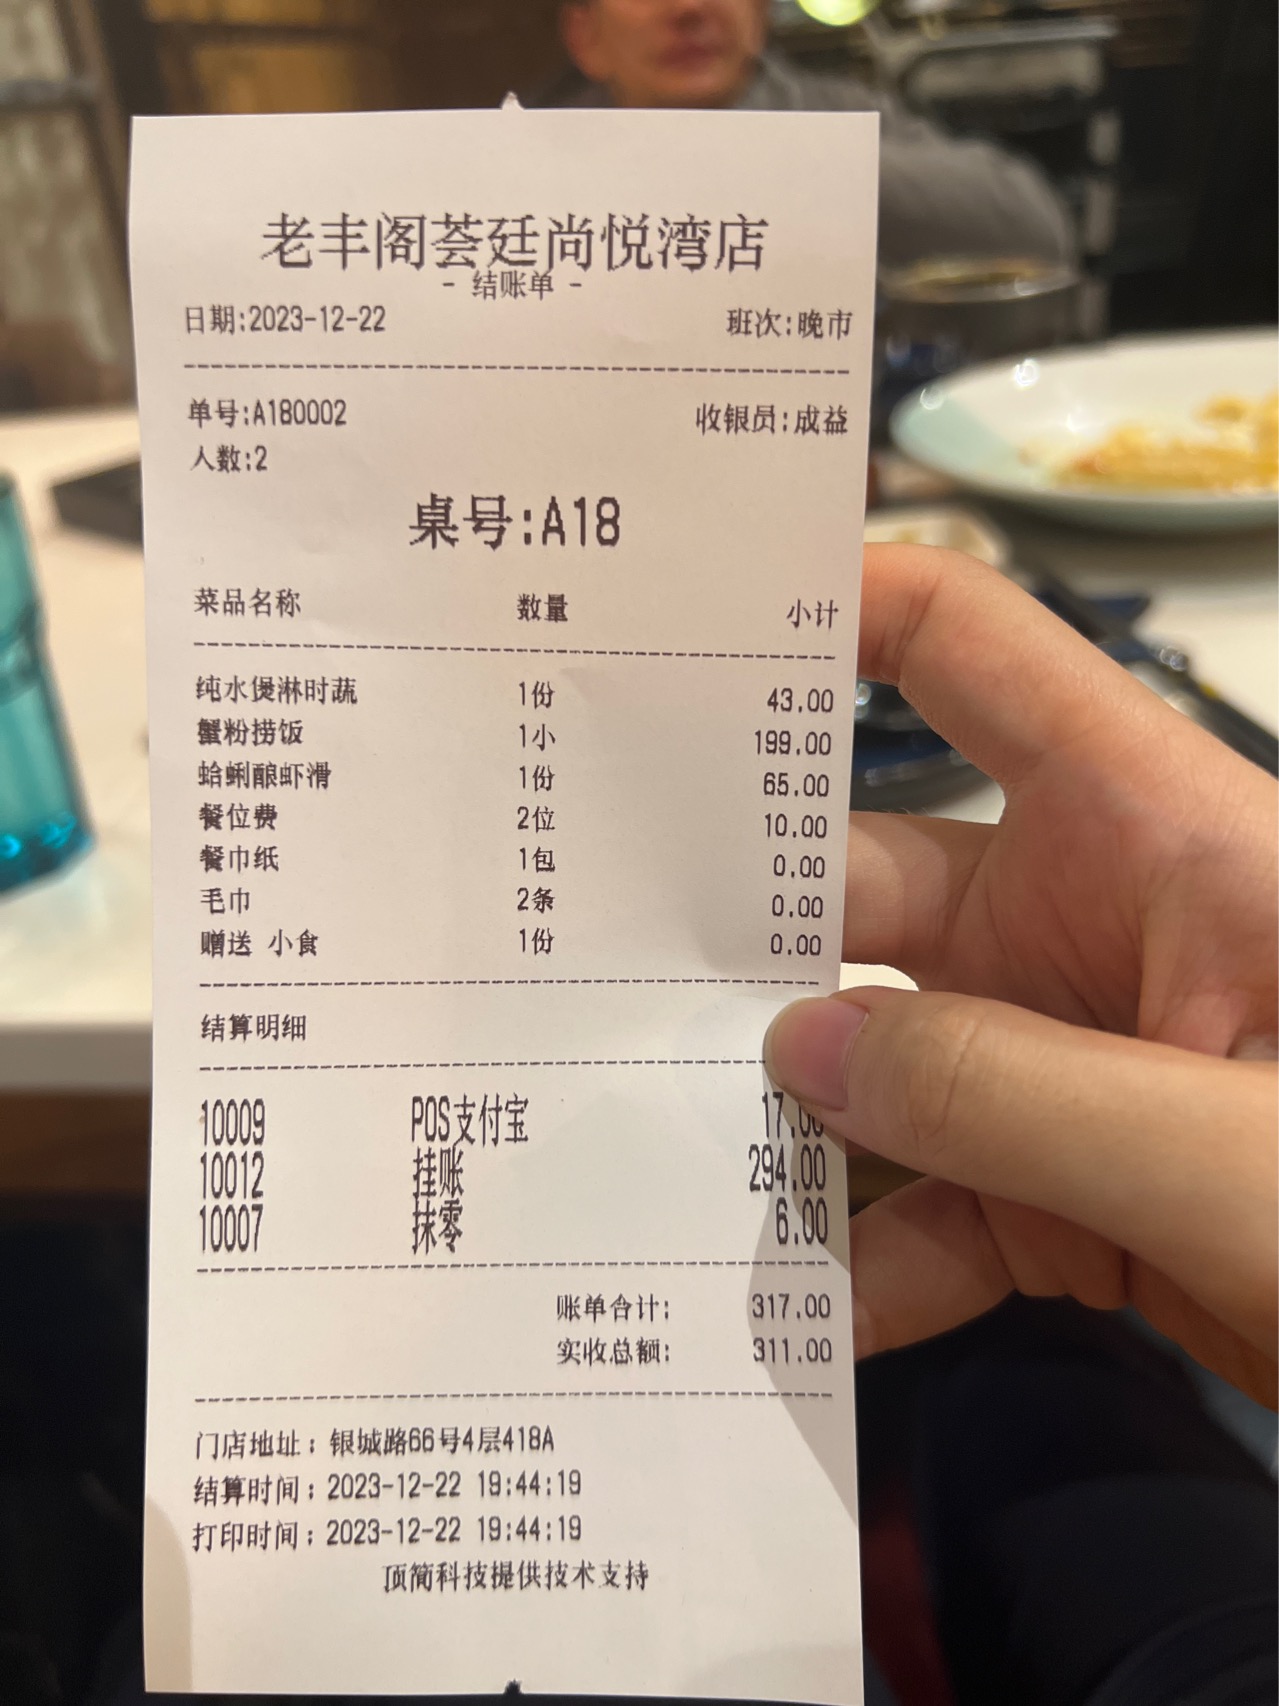 老丰阁荟廷尚悦湾店
- 结账单 -
日期:2023-12-22 班次:晚市
单号:A180002 收银员:成益
人数:2
桌号:A18
菜品名称 数量 小计
纯水煲淋时蔬 1份 43.00
蟹粉捞饭 1小 199.00
蛤蜊酿虾滑 1份 65.00
餐位费 2位 10.00
餐巾纸 1包 0.00
毛巾 2条 0.00
赠送 小食 1份 0.00
结算明细
10009 POS支付宝 17.00
10012 挂账 294.00
10007 抹零 6.00
账单合计: 317.00
实收总额: 311.00
门店地址：银城路66号4层418A
结算时间：2023-12-22 19:44:19
打印时间：2023-12-22 19:44:19
顶简科技提供技术支持